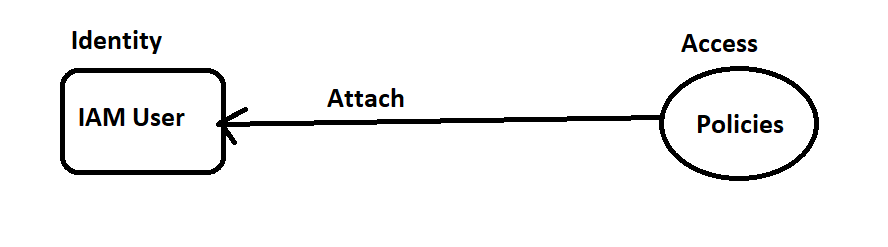 Identity
Access
Attach
IAM User
Policies